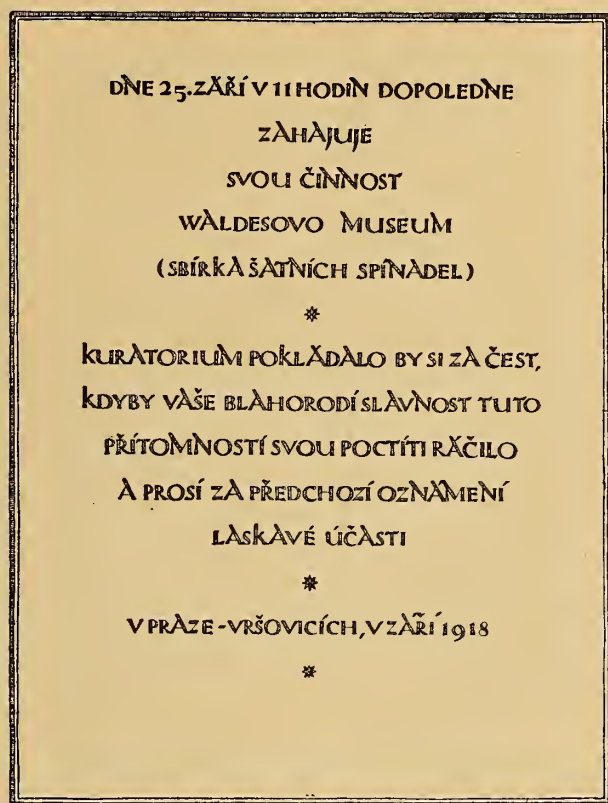 DNE 25. ZÁŘÍ V 11 HODIN DOPOLEDNE
ZAHAJUJE
SVOU ČINNOST
WALDESOVO MUSEUM
(SBÍRKA ŠATNÍCH SPÍNADEL)
KURATORIUM POKLÁDALO BY SI ZA ČEST,
KDYBY VAŠE BLAHORODÍ SLAVNOST TUTO
PŘÍTOMNOSTÍ SVOU POCTÍTI RÁČILO
A PROSÍ ZA PŘEDCHOZÍ OZNÁMENÍ
LASKAVÉ ÚČASTI
V PRAZE-VRŠOVICÍCH, V ZÁŘÍ 1918